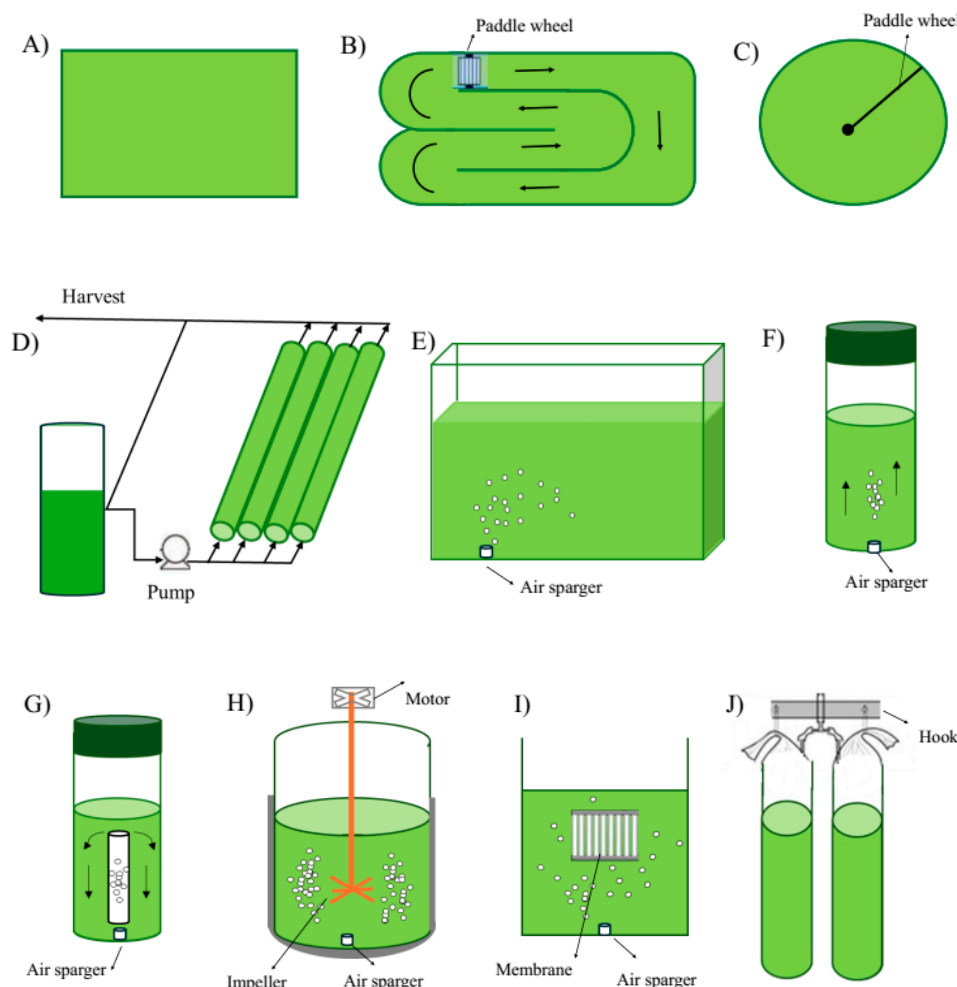 A)
B)
Paddle wheel
C)
Paddle wheel
Harvest
D)
Pump
E)
Air sparger
F)
Air sparger
G)
Air sparger
H)
Motor
Impeller
Air sparger
I)
Membrane
Air sparger
J)
Hook